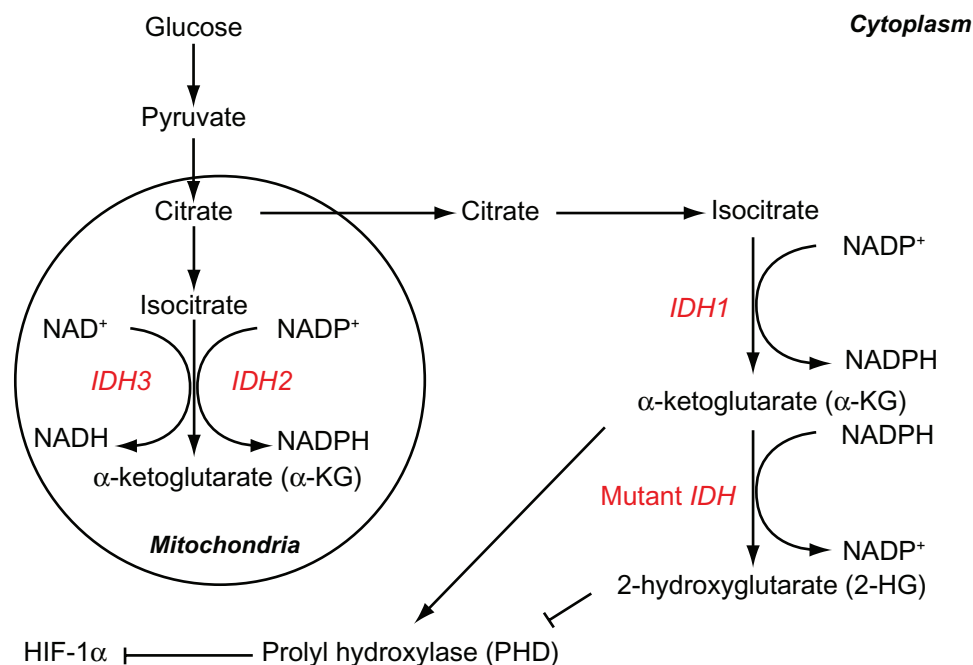 Glucose
Cytoplasm
Pyruvate
Citrate
Citrate
Isocitrate
NADP⁺
Isocitrate
NAD⁺
NADP⁺
IDH1
IDH3
IDH2
NADPH
α-ketoglutarate (α-KG)
NADH
NADPH
NADPH
α-ketoglutarate (α-KG)
Mutant IDH
Mitochondria
NADP⁺
2-hydroxyglutarate (2-HG)
HIF-1α
Prolyl hydroxylase (PHD)